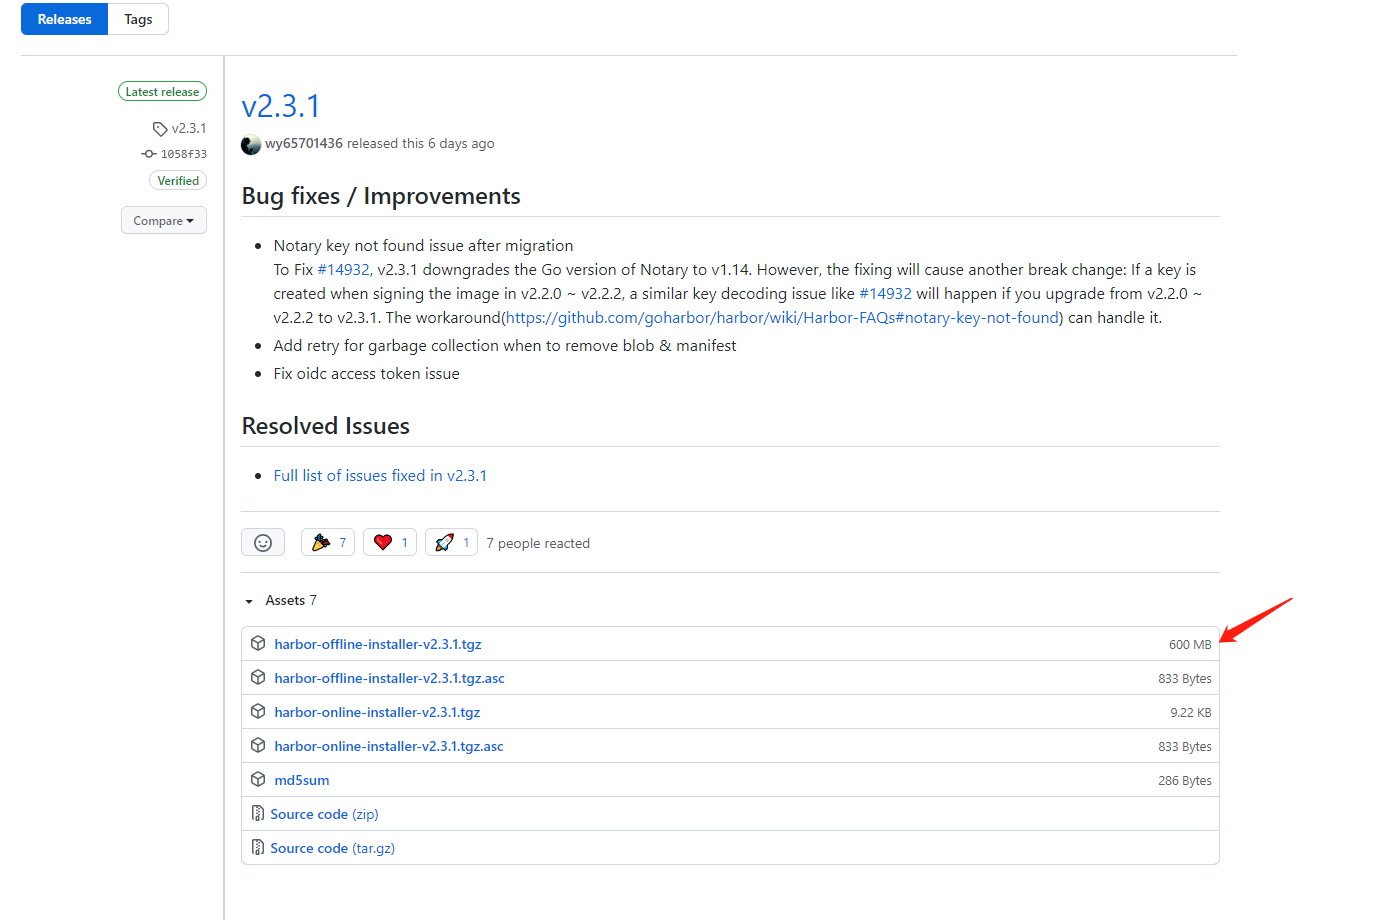 Releases Tags
Latest release
v2.3.1
1058f33
Verified
Compare
v2.3.1
wy65701436 released this 6 days ago
Bug fixes / Improvements
Notary key not found issue after migration
To Fix #14932, v2.3.1 downgrades the Go version of Notary to v1.14. However, the fixing will cause another break change: If a key is
created when signing the image in v2.2.0 ~ v2.2.2, a similar key decoding issue like #14932 will happen if you upgrade from v2.2.0 ~
v2.2.2 to v2.3.1. The workaround(https://github.com/goharbor/harbor/wiki/Harbor-FAQs#notary-key-not-found) can handle it.
Add retry for garbage collection when to remove blob & manifest
Fix oidc access token issue
Resolved Issues
Full list of issues fixed in v2.3.1
7 1 1 7 people reacted
Assets 7
harbor-offline-installer-v2.3.1.tgz 600 MB
harbor-offline-installer-v2.3.1.tgz.asc 833 Bytes
harbor-online-installer-v2.3.1.tgz 9.22 KB
harbor-online-installer-v2.3.1.tgz.asc 833 Bytes
md5sum 286 Bytes
Source code (zip)
Source code (tar.gz)